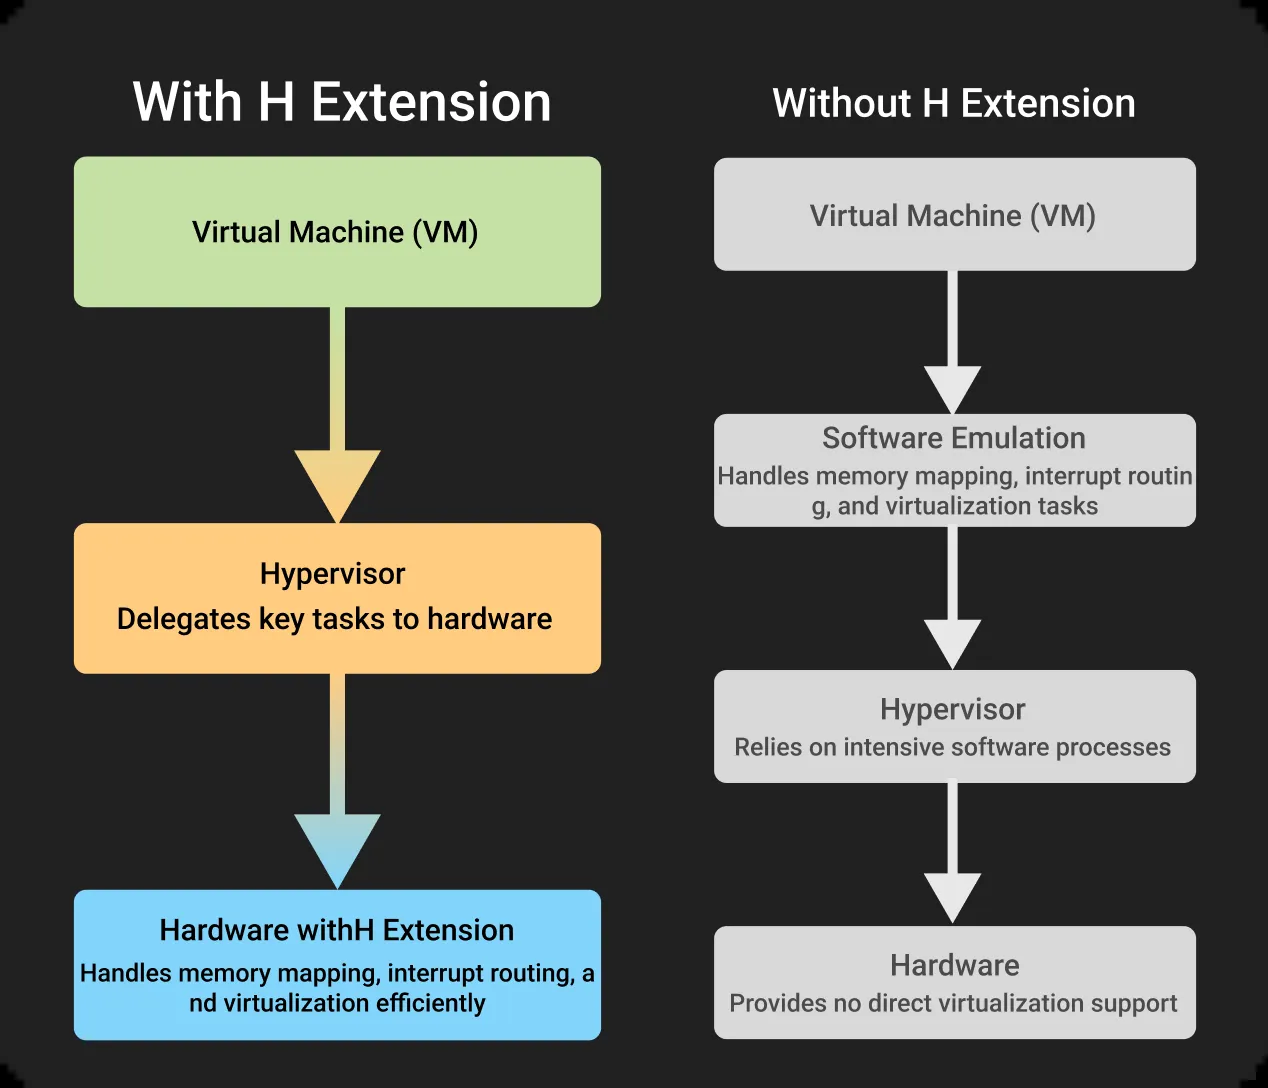 With H Extension
Virtual Machine (VM)
Hypervisor
Delegates key tasks to hardware
Hardware withH Extension
Handles memory mapping, interrupt routing, a
nd virtualization efficiently
Without H Extension
Virtual Machine (VM)
Software Emulation
Handles memory mapping, interrupt routin
g, and virtualization tasks
Hypervisor
Relies on intensive software processes
Hardware
Provides no direct virtualization support